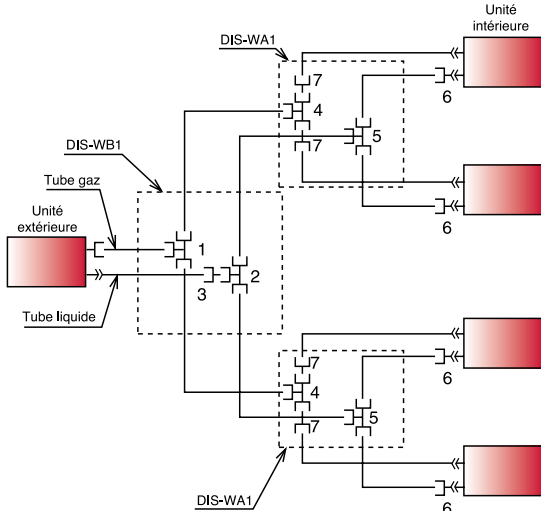 DIS-WA1
Unité
intérieure
7
4
7
5
6
DIS-WB1
Tube gaz
Unité
extérieure
1
2
3
6
Tube liquide
7
4
7
5
6
DIS-WA1
6